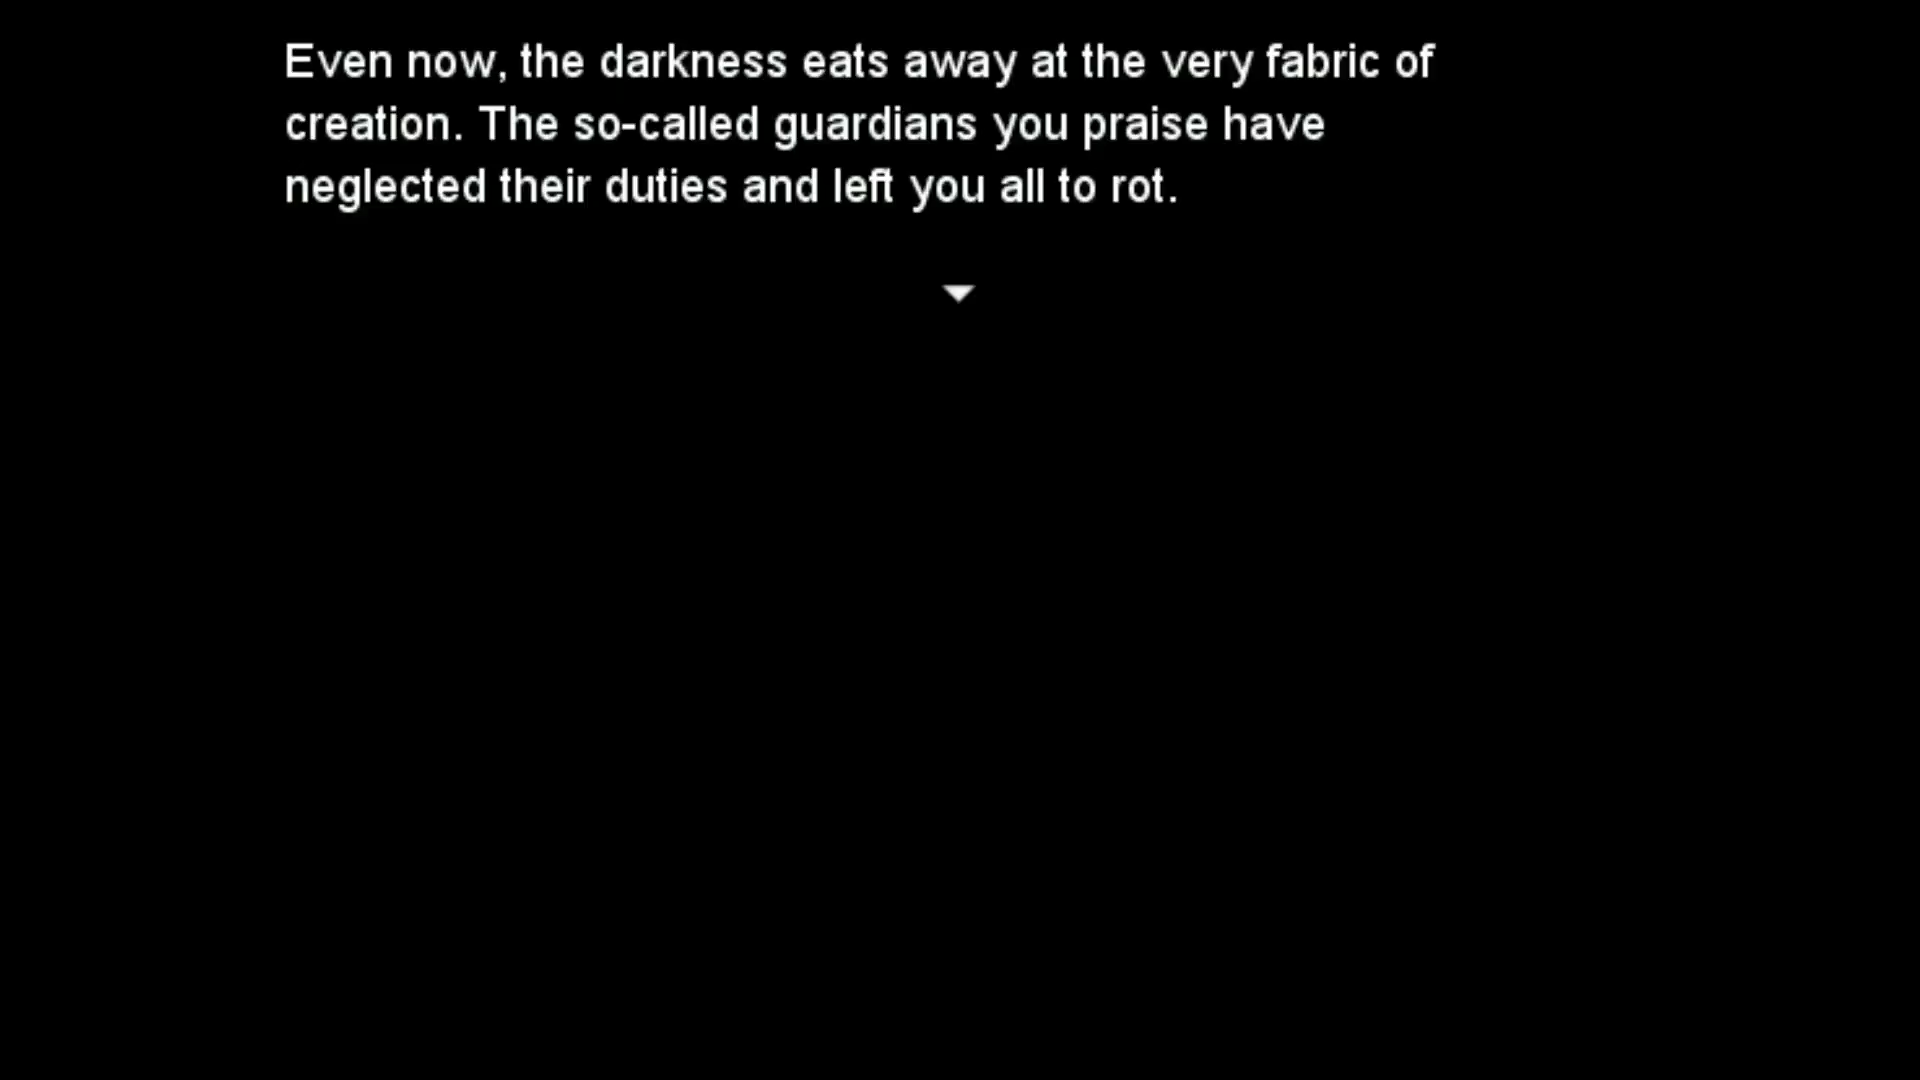 Even now, the darkness eats away at the very fabric of
creation. The so-called guardians you praise have
neglected their duties and left you all to rot.